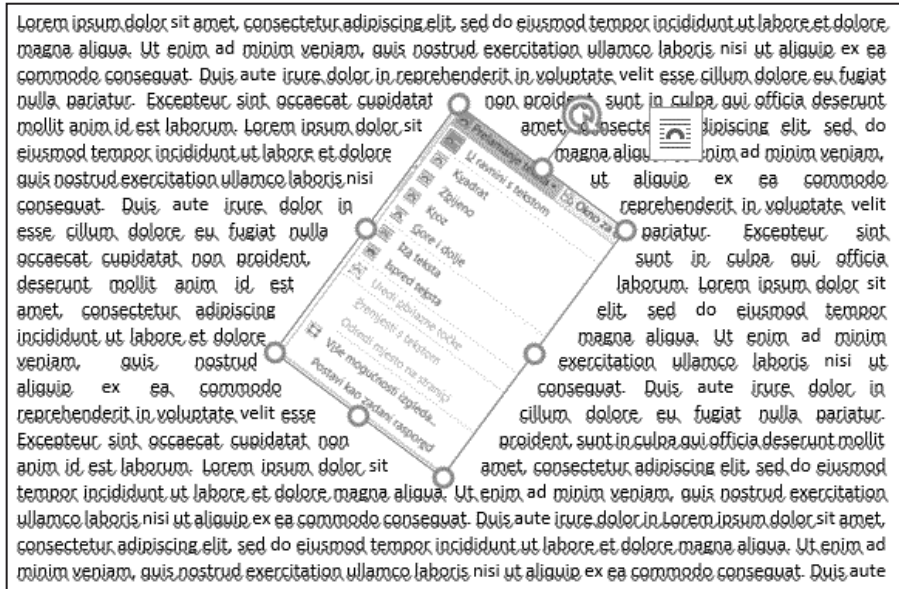 Lorem ipsum dolor sit amet, consectetur adipiscing elit, sed do eiusmod tempor incididunt ut labore et dolore
magna aliqua. Ut enim ad minim veniam, quis nostrud exercitation ullamco laboris nisi ut aliquip ex ea
commodo consequat. Duis aute irure dolor in reprehenderit in voluptate velit esse cillum dolore eu fugiat
nulla pariatur. Excepteur sint occaecat cupidatat non proident, sunt in culpa qui officia deserunt
mollit anim id est laborum. Lorem ipsum dolor sit amet, consectetur adipiscing elit, sed do
eiusmod tempor incididunt ut labore et dolore magna aliqua. Ut enim ad minim veniam,
quis nostrud exercitation ullamco laboris nisi ut aliquip ex ea commodo
consequat. Duis aute irure dolor in reprehenderit in voluptate velit
esse cillum dolore eu fugiat nulla pariatur. Excepteur sint
occaecat cupidatat non proident, sunt in culpa qui officia
deserunt mollit anim id est laborum. Lorem ipsum dolor sit
amet, consectetur adipiscing elit, sed do eiusmod tempor
incididunt ut labore et dolore magna aliqua. Ut enim ad minim
veniam, quis nostrud exercitation ullamco laboris nisi ut
aliquip ex ea commodo consequat. Duis aute irure dolor in
reprehenderit in voluptate velit esse cillum dolore eu fugiat nulla pariatur.
Excepteur sint occaecat cupidatat non proident, sunt in culpa qui officia deserunt mollit
anim id est laborum. Lorem ipsum dolor sit amet, consectetur adipiscing elit, sed do eiusmod
tempor incididunt ut labore et dolore magna aliqua. Ut enim ad minim veniam, quis nostrud exercitation
ullamco laboris nisi ut aliquip ex ea commodo consequat. Duis aute irure dolor in Lorem ipsum dolor sit amet,
consectetur adipiscing elit, sed do eiusmod tempor incididunt ut labore et dolore magna aliqua. Ut enim ad
minim veniam, quis nostrud exercitation ullamco laboris nisi ut aliquip ex ea commodo consequat. Duis aute
Prelamanje Okno za
U ravnini s tekstom
Kvadrat
Zbijeno
Kroz
Gore i dolje
Iza teksta
Ispred teksta
Uredi obilazne točke
Premjesti s tekstom
Odredi mjesto na stranici
Više mogućnosti izgleda...
Postavi kao zadani raspored